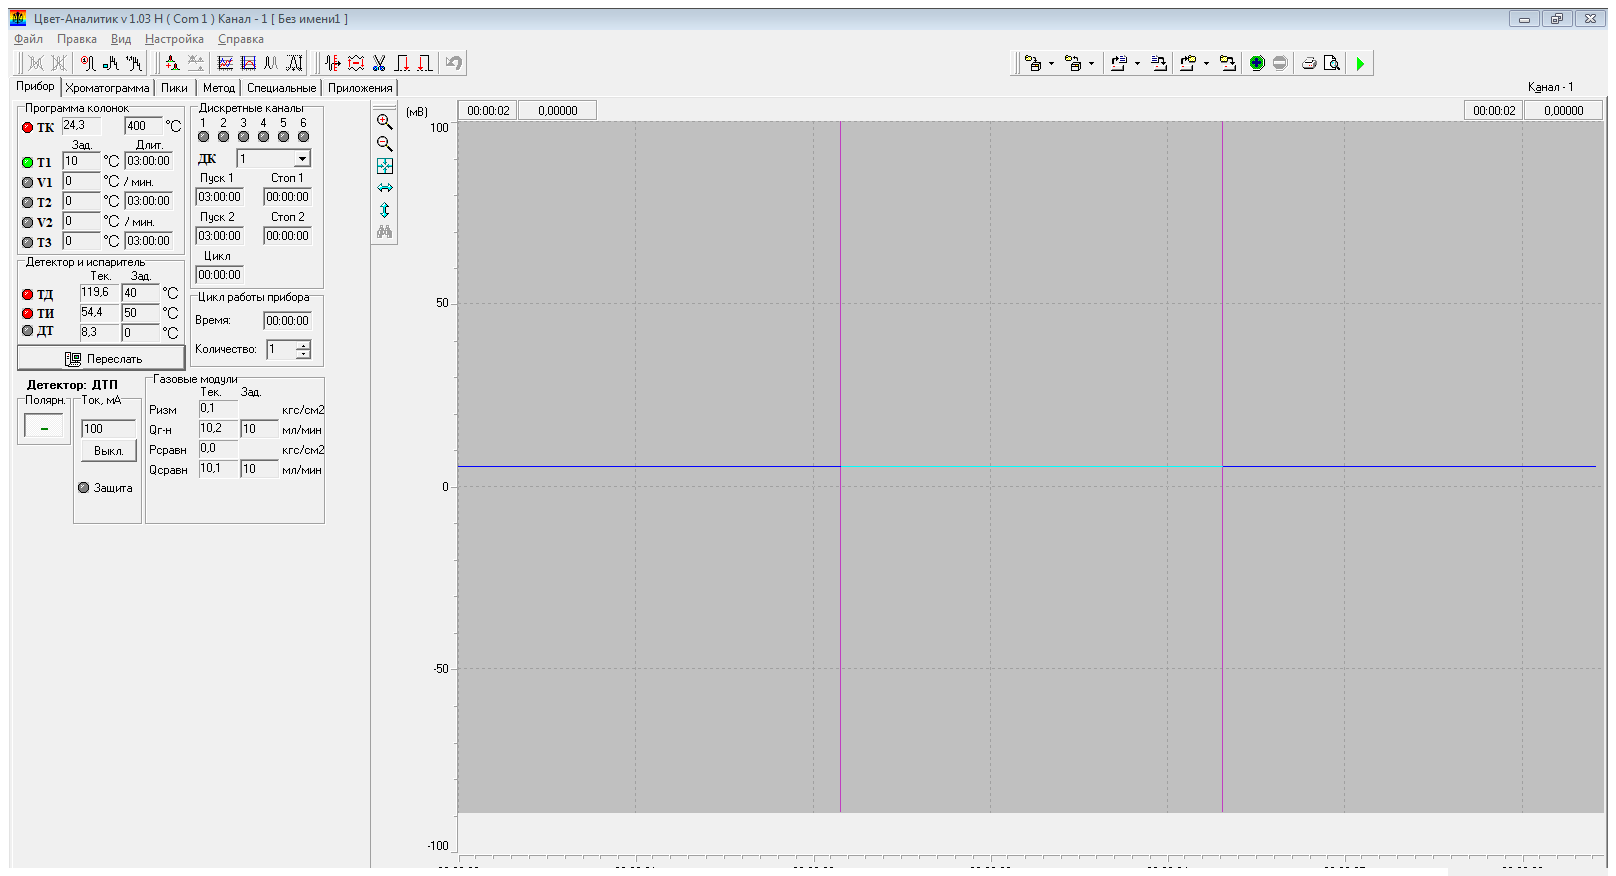 Цвет-Аналитик v 1.03 Н ( Com 1 ) Канал - 1 [ Без имени1 ]
Файл Правка Вид Настройка Справка
Прибор Хроматограмма Пики Метод Специальные Приложения Канал - 1
Программа колонок
ТК 24,3 400 °C
Зад. Длит.
Т1 10 °C 03:00:00
V1 0 °C / мин.
Т2 0 °C 03:00:00
V2 0 °C / мин.
Т3 0 °C 03:00:00
Детектор и испаритель
Тек. Зад.
ТД 119,6 40 °C
ТИ 54,4 50 °C
ДТ 8,3 0 °C
Переслать
Детектор: ДТП
Полярн.
-
Ток, мА
100
Выкл.
Защита
Дискретные каналы
1 2 3 4 5 6
ДК 1
Пуск 1 Стоп 1
03:00:00 00:00:00
Пуск 2 Стоп 2
03:00:00 00:00:00
Цикл
00:00:00
Цикл работы прибора
Время: 00:00:00
Количество: 1
Газовые модули
Тек. Зад.
Ризм 0,1 кгс/см2
Qг-н 10,2 10 мл/мин
Рсравн 0,0 кгс/см2
Qсравн 10,1 10 мл/мин
(мВ) 00:00:02 0,00000 00:00:02 0,00000
100
50
0
-50
-100